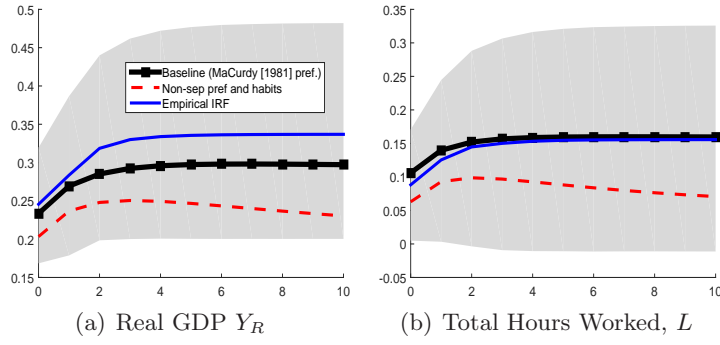 0.5
0.45
0.4
0.35
0.3
0.25
0.2
0.15
0 2 4 6 8 10
Baseline (MaCurdy [1981] pref.)
Non-sep pref and habits
Empirical IRF
(a) Real GDP Y_R
0.35
0.3
0.25
0.2
0.15
0.1
0.05
0
-0.05
0 2 4 6 8 10
(b) Total Hours Worked, L